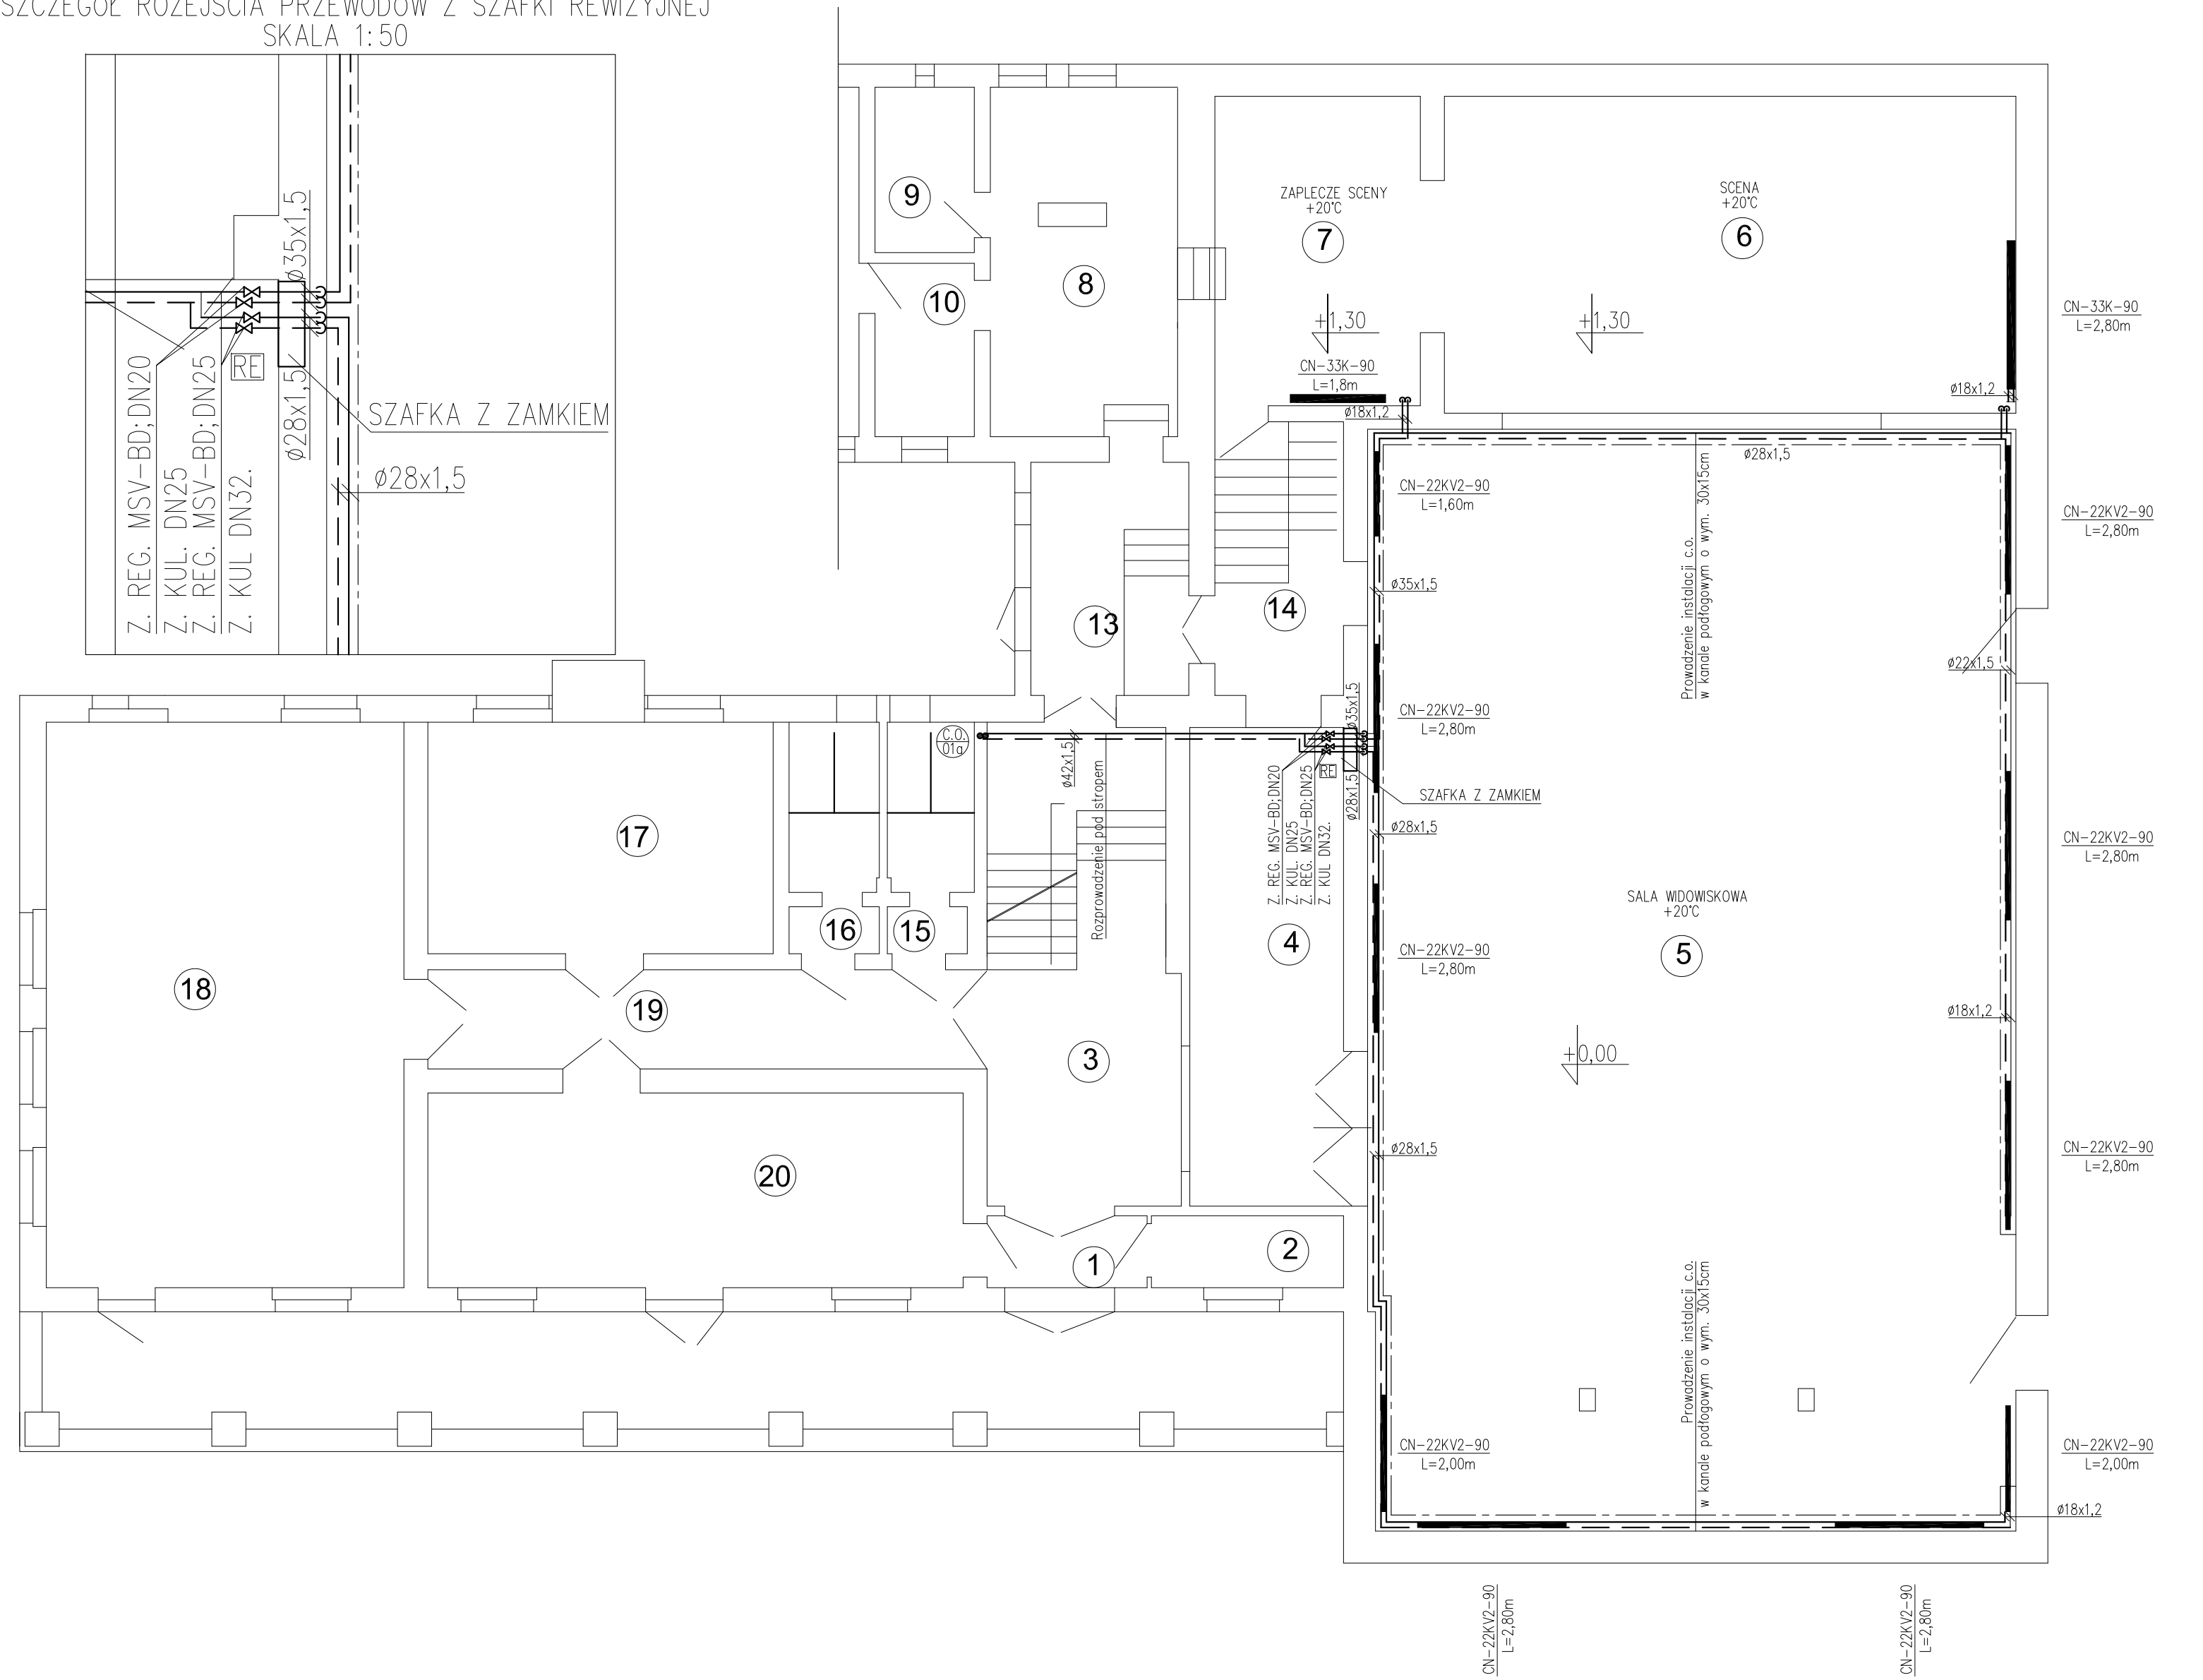 SZCZEGÓŁ ROZEJŚCIA PRZEWODÓW Z SZAFKI REWIZYJNEJ
SKALA 1:50
Ø35x1,5
Ø28x1,5
RE
SZAFKA Z ZAMKIEM
Ø28x1,5
Z. REG. MSV-BD; DN20
Z. KUL. DN25
Z. REG. MSV-BD; DN25
Z. KUL DN32.
9
10
8
ZAPLECZE SCENY
+20°C
7
SCENA
+20°C
6
+1,30
+1,30
CN-33K-90
L=1,8m
Ø18x1,2
CN-33K-90
L=2,80m
Ø18x1,2
Ø28x1,5
CN-22KV2-90
L=1,60m
CN-22KV2-90
L=2,80m
Prowadzenie instalacji c.o.
w kanale podłogowym o wym. 30x15cm
Ø35x1,5
13
14
Ø22x1,5
CN-22KV2-90
L=2,80m
C.O.
01a
Ø42x1,5
Rozprowadzenie pod stropem
Ø35x1,5
Ø28x1,5
RE
Z. REG. MSV-BD; DN20
Z. KUL. DN25
Z. REG. MSV-BD; DN25
Z. KUL DN32.
SZAFKA Z ZAMKIEM
Ø28x1,5
CN-22KV2-90
L=2,80m
17
16
15
4
SALA WIDOWISKOWA
+20°C
5
CN-22KV2-90
L=2,80m
18
19
3
Ø18x1,2
+0,00
20
Ø28x1,5
CN-22KV2-90
L=2,80m
1
2
Prowadzenie instalacji c.o.
w kanale podłogowym o wym. 30x15cm
CN-22KV2-90
L=2,00m
CN-22KV2-90
L=2,00m
Ø18x1,2
CN-22KV2-90
L=2,80m
CN-22KV2-90
L=2,80m